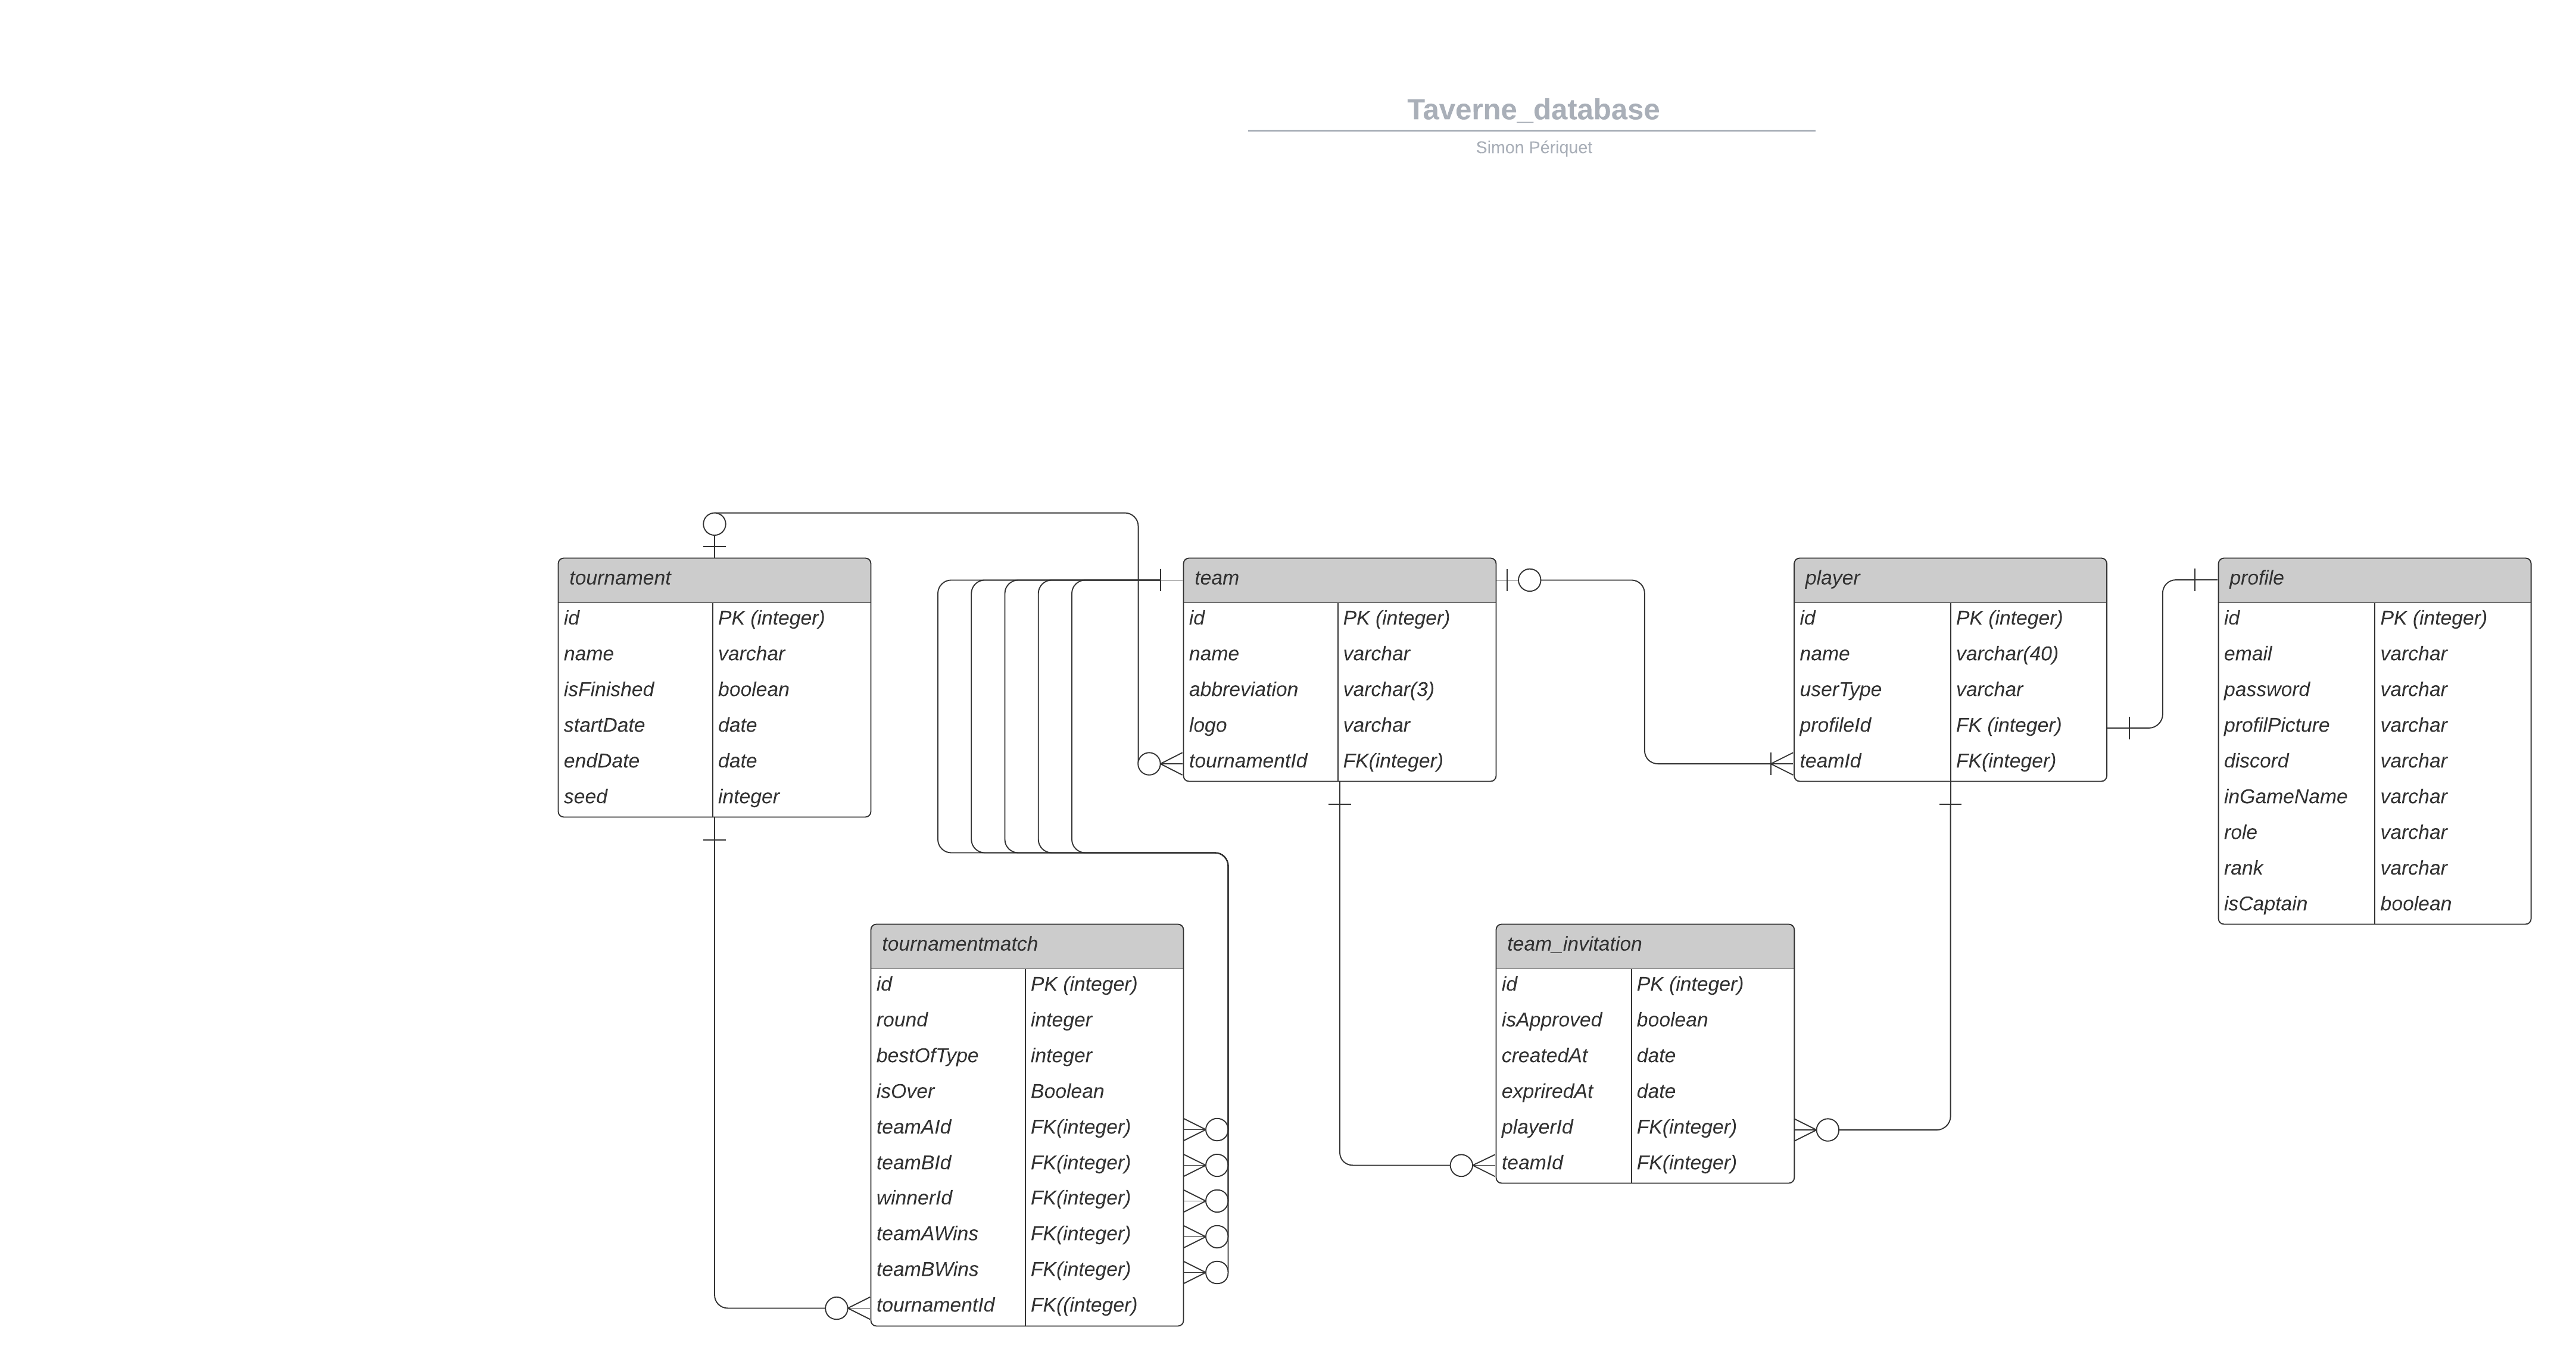 Taverne_database
Simon Périquet
tournament
id PK (integer)
name varchar
isFinished boolean
startDate date
endDate date
seed integer
team
id PK (integer)
name varchar
abbreviation varchar(3)
logo varchar
tournamentId FK(integer)
player
id PK (integer)
name varchar(40)
userType varchar
profileId FK (integer)
teamId FK(integer)
profile
id PK (integer)
email varchar
password varchar
profilPicture varchar
discord varchar
inGameName varchar
role varchar
rank varchar
isCaptain boolean
tournamentmatch
id PK (integer)
round integer
bestOfType integer
isOver Boolean
teamAId FK(integer)
teamBId FK(integer)
winnerId FK(integer)
teamAWins FK(integer)
teamBWins FK(integer)
tournamentId FK((integer)
team_invitation
id PK (integer)
isApproved boolean
createdAt date
expriredAt date
playerId FK(integer)
teamId FK(integer)